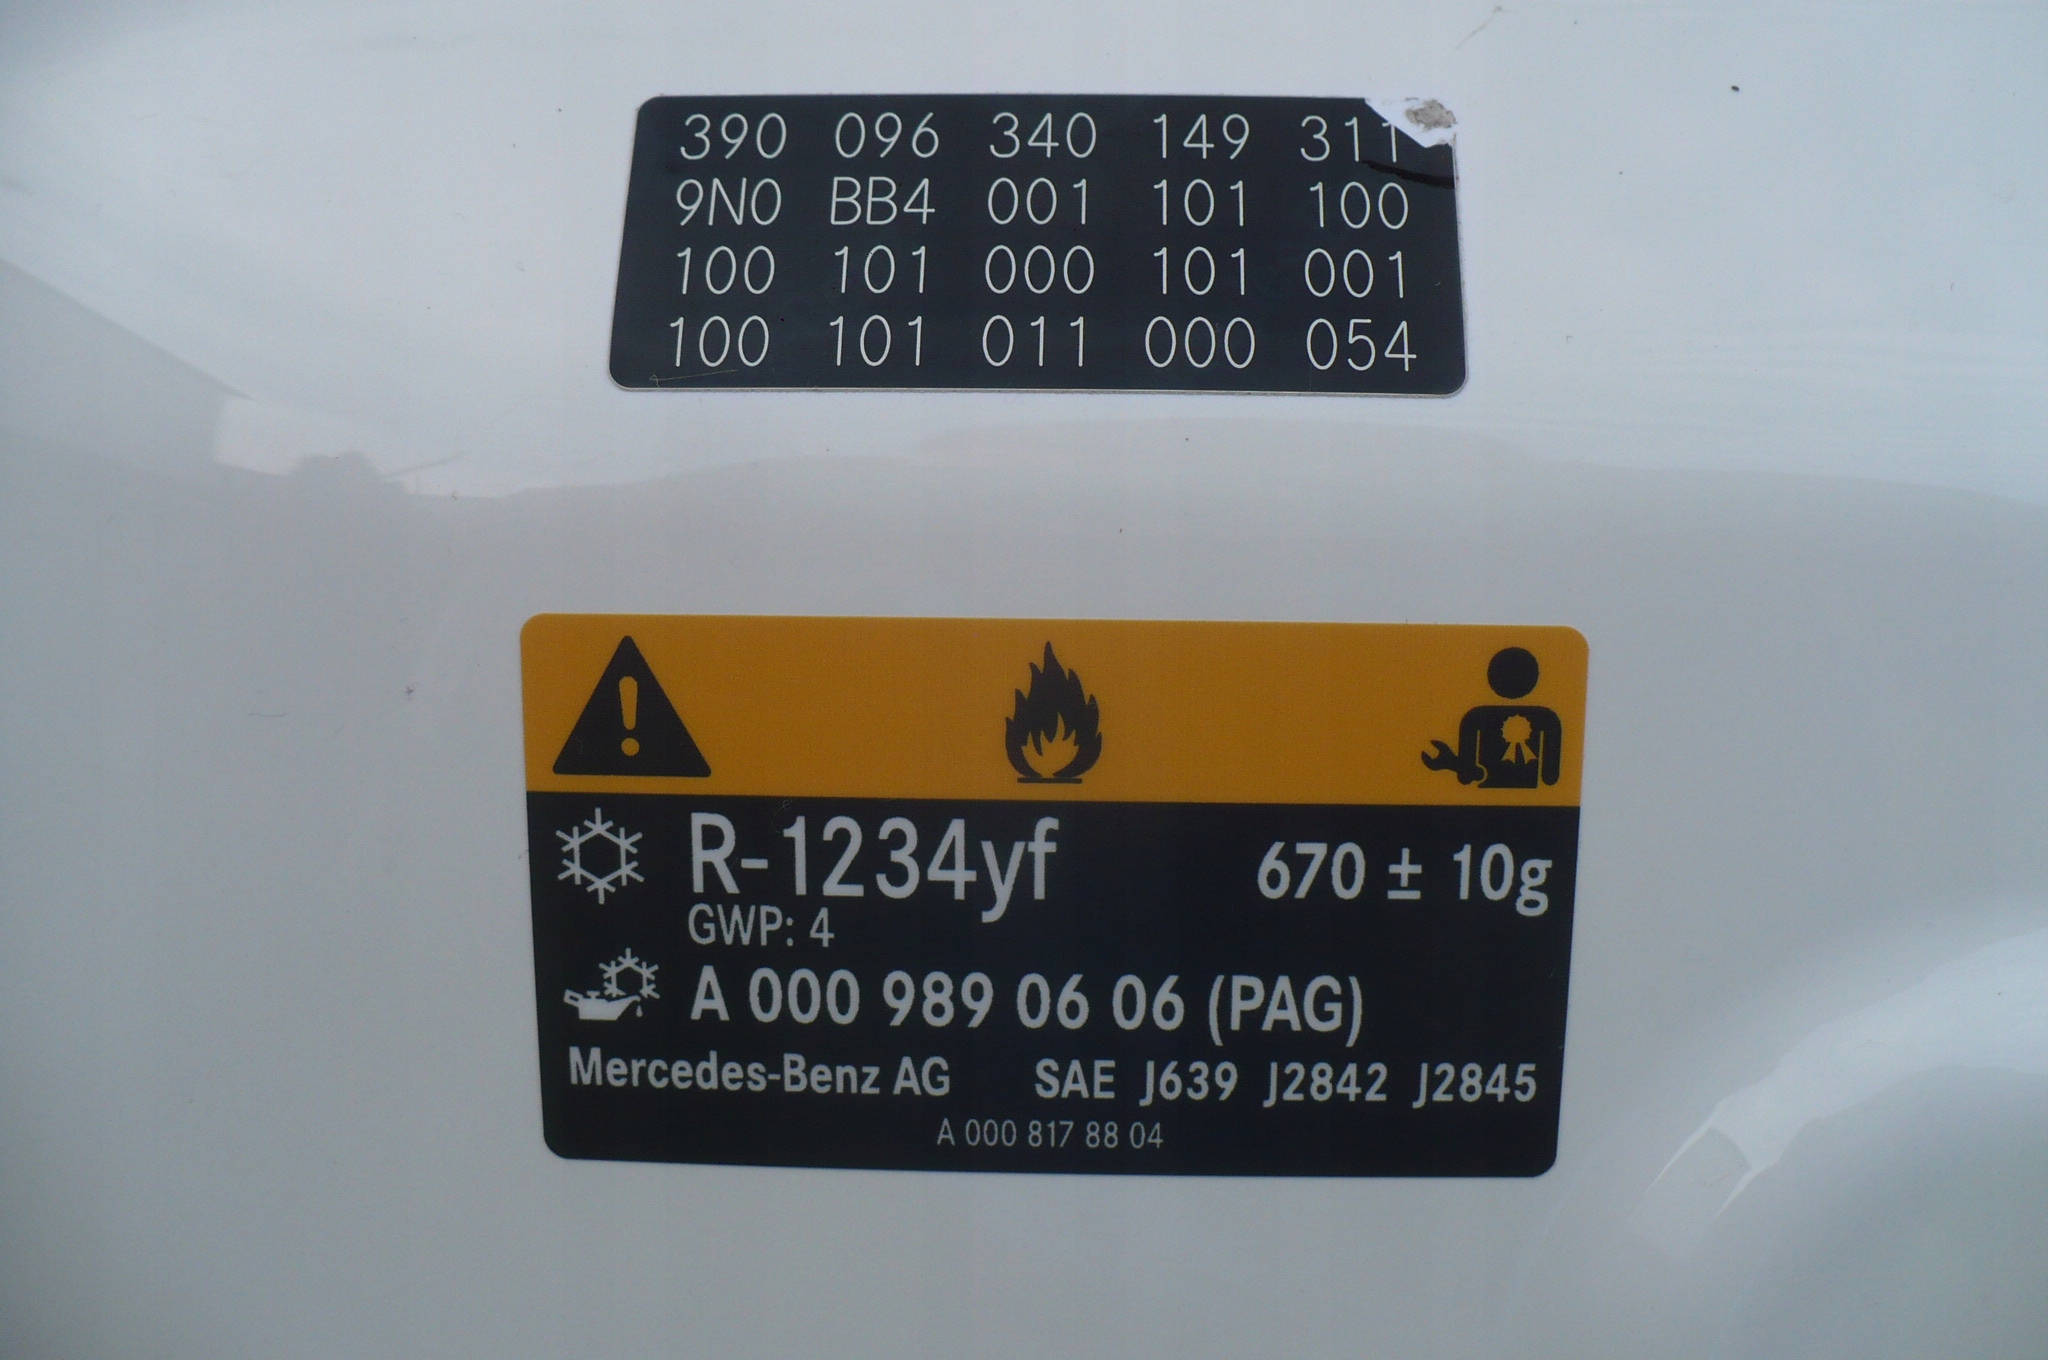 390 096 340 149 311
9N0 BB4 001 101 100
100 101 000 101 001
100 101 011 000 054
R-1234yf 670 ± 10g
GWP: 4
A 000 989 06 06 (PAG)
Mercedes-Benz AG SAE J639 J2842 J2845
A 000 817 88 04